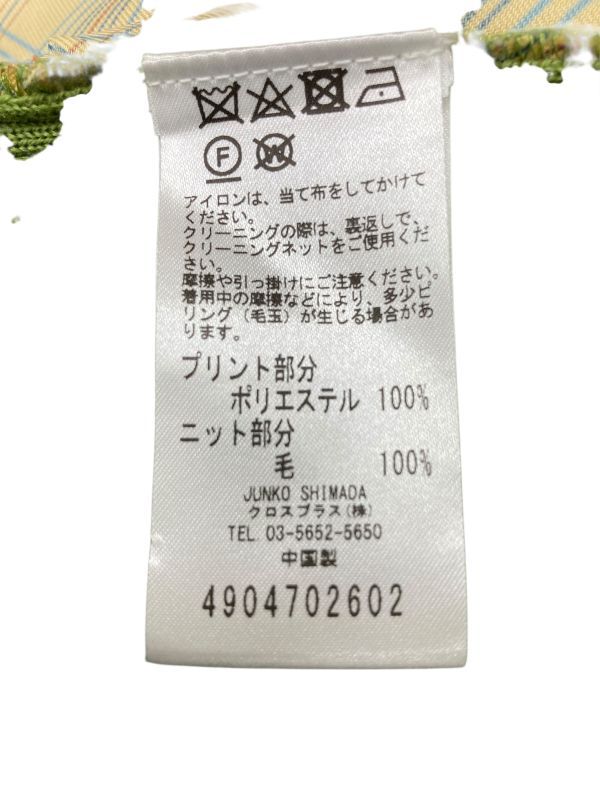 F W
アイロンは、当て布をしてかけて
ください。
クリーニングの際は、裏返しで、
クリーニングネットをご使用くだ
さい。
摩擦や引っ掛けにご注意ください。
着用中の摩擦などにより、多少ピ
リング（毛玉）が生じる場合があ
ります。
プリント部分
ポリエステル 100%
ニット部分
毛 100%
JUNKO SHIMADA
クロスプラス(株)
TEL. 03-5652-5650
中国製
4904702602